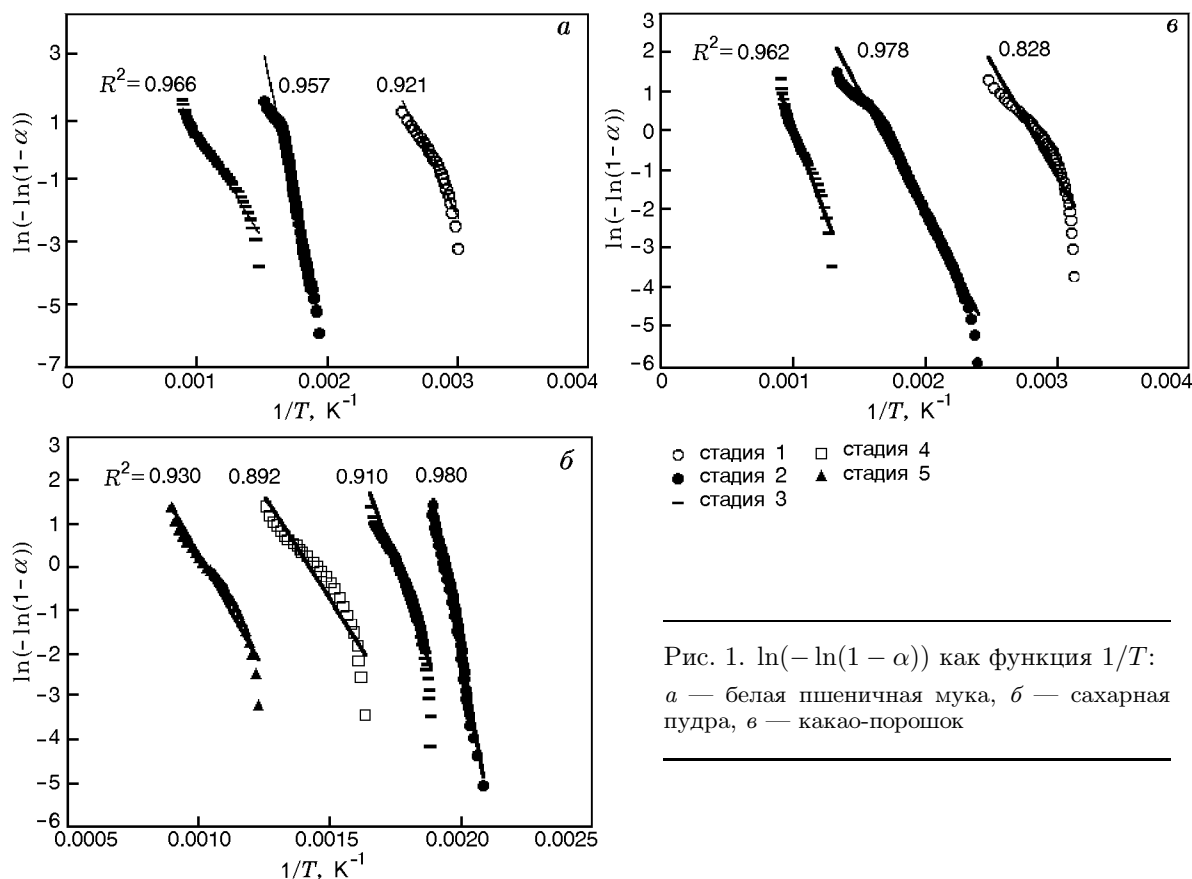 а
3
1
−1
−3
−5
−7
ln(− ln(1 − α))
R² = 0.966
0.957
0.921
0
0.001
0.002
0.003
0.004
1/T, K⁻¹
в
3
2
1
0
−1
−2
−3
−4
−5
−6
ln(− ln(1 − α))
R² = 0.962
0.978
0.828
0
0.001
0.002
0.003
0.004
1/T, K⁻¹
б
3
2
1
0
−1
−2
−3
−4
−5
−6
ln(− ln(1 − α))
R² = 0.930
0.892
0.910
0.980
0.0005
0.0010
0.0015
0.0020
0.0025
1/T, K⁻¹
стадия 1
стадия 2
стадия 3
стадия 4
стадия 5
Рис. 1. ln(− ln(1 − α)) как функция 1/T:
а — белая пшеничная мука, б — сахарная
пудра, в — какао-порошок